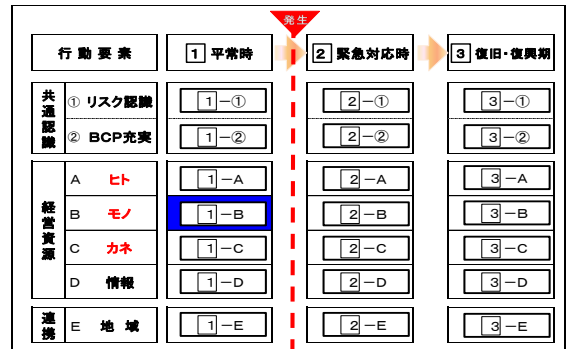 発生
行動要素 1 平常時 2 緊急対応時 3 復旧・復興期
共通認識
① リスク認識 1－① 2－① 3－①
② BCP充実 1－② 2－② 3－②
経営資源
A ヒト 1－A 2－A 3－A
B モノ 1－B 2－B 3－B
C カネ 1－C 2－C 3－C
D 情報 1－D 2－D 3－D
連携
E 地域 1－E 2－E 3－E